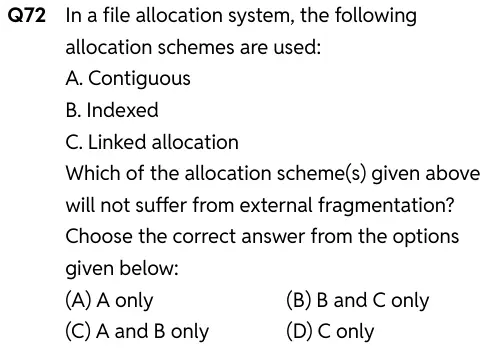 Q72 In a file allocation system, the following
allocation schemes are used:
A. Contiguous
B. Indexed
C. Linked allocation
Which of the allocation scheme(s) given above
will not suffer from external fragmentation?
Choose the correct answer from the options
given below:
(A) A only (B) B and C only
(C) A and B only (D) C only